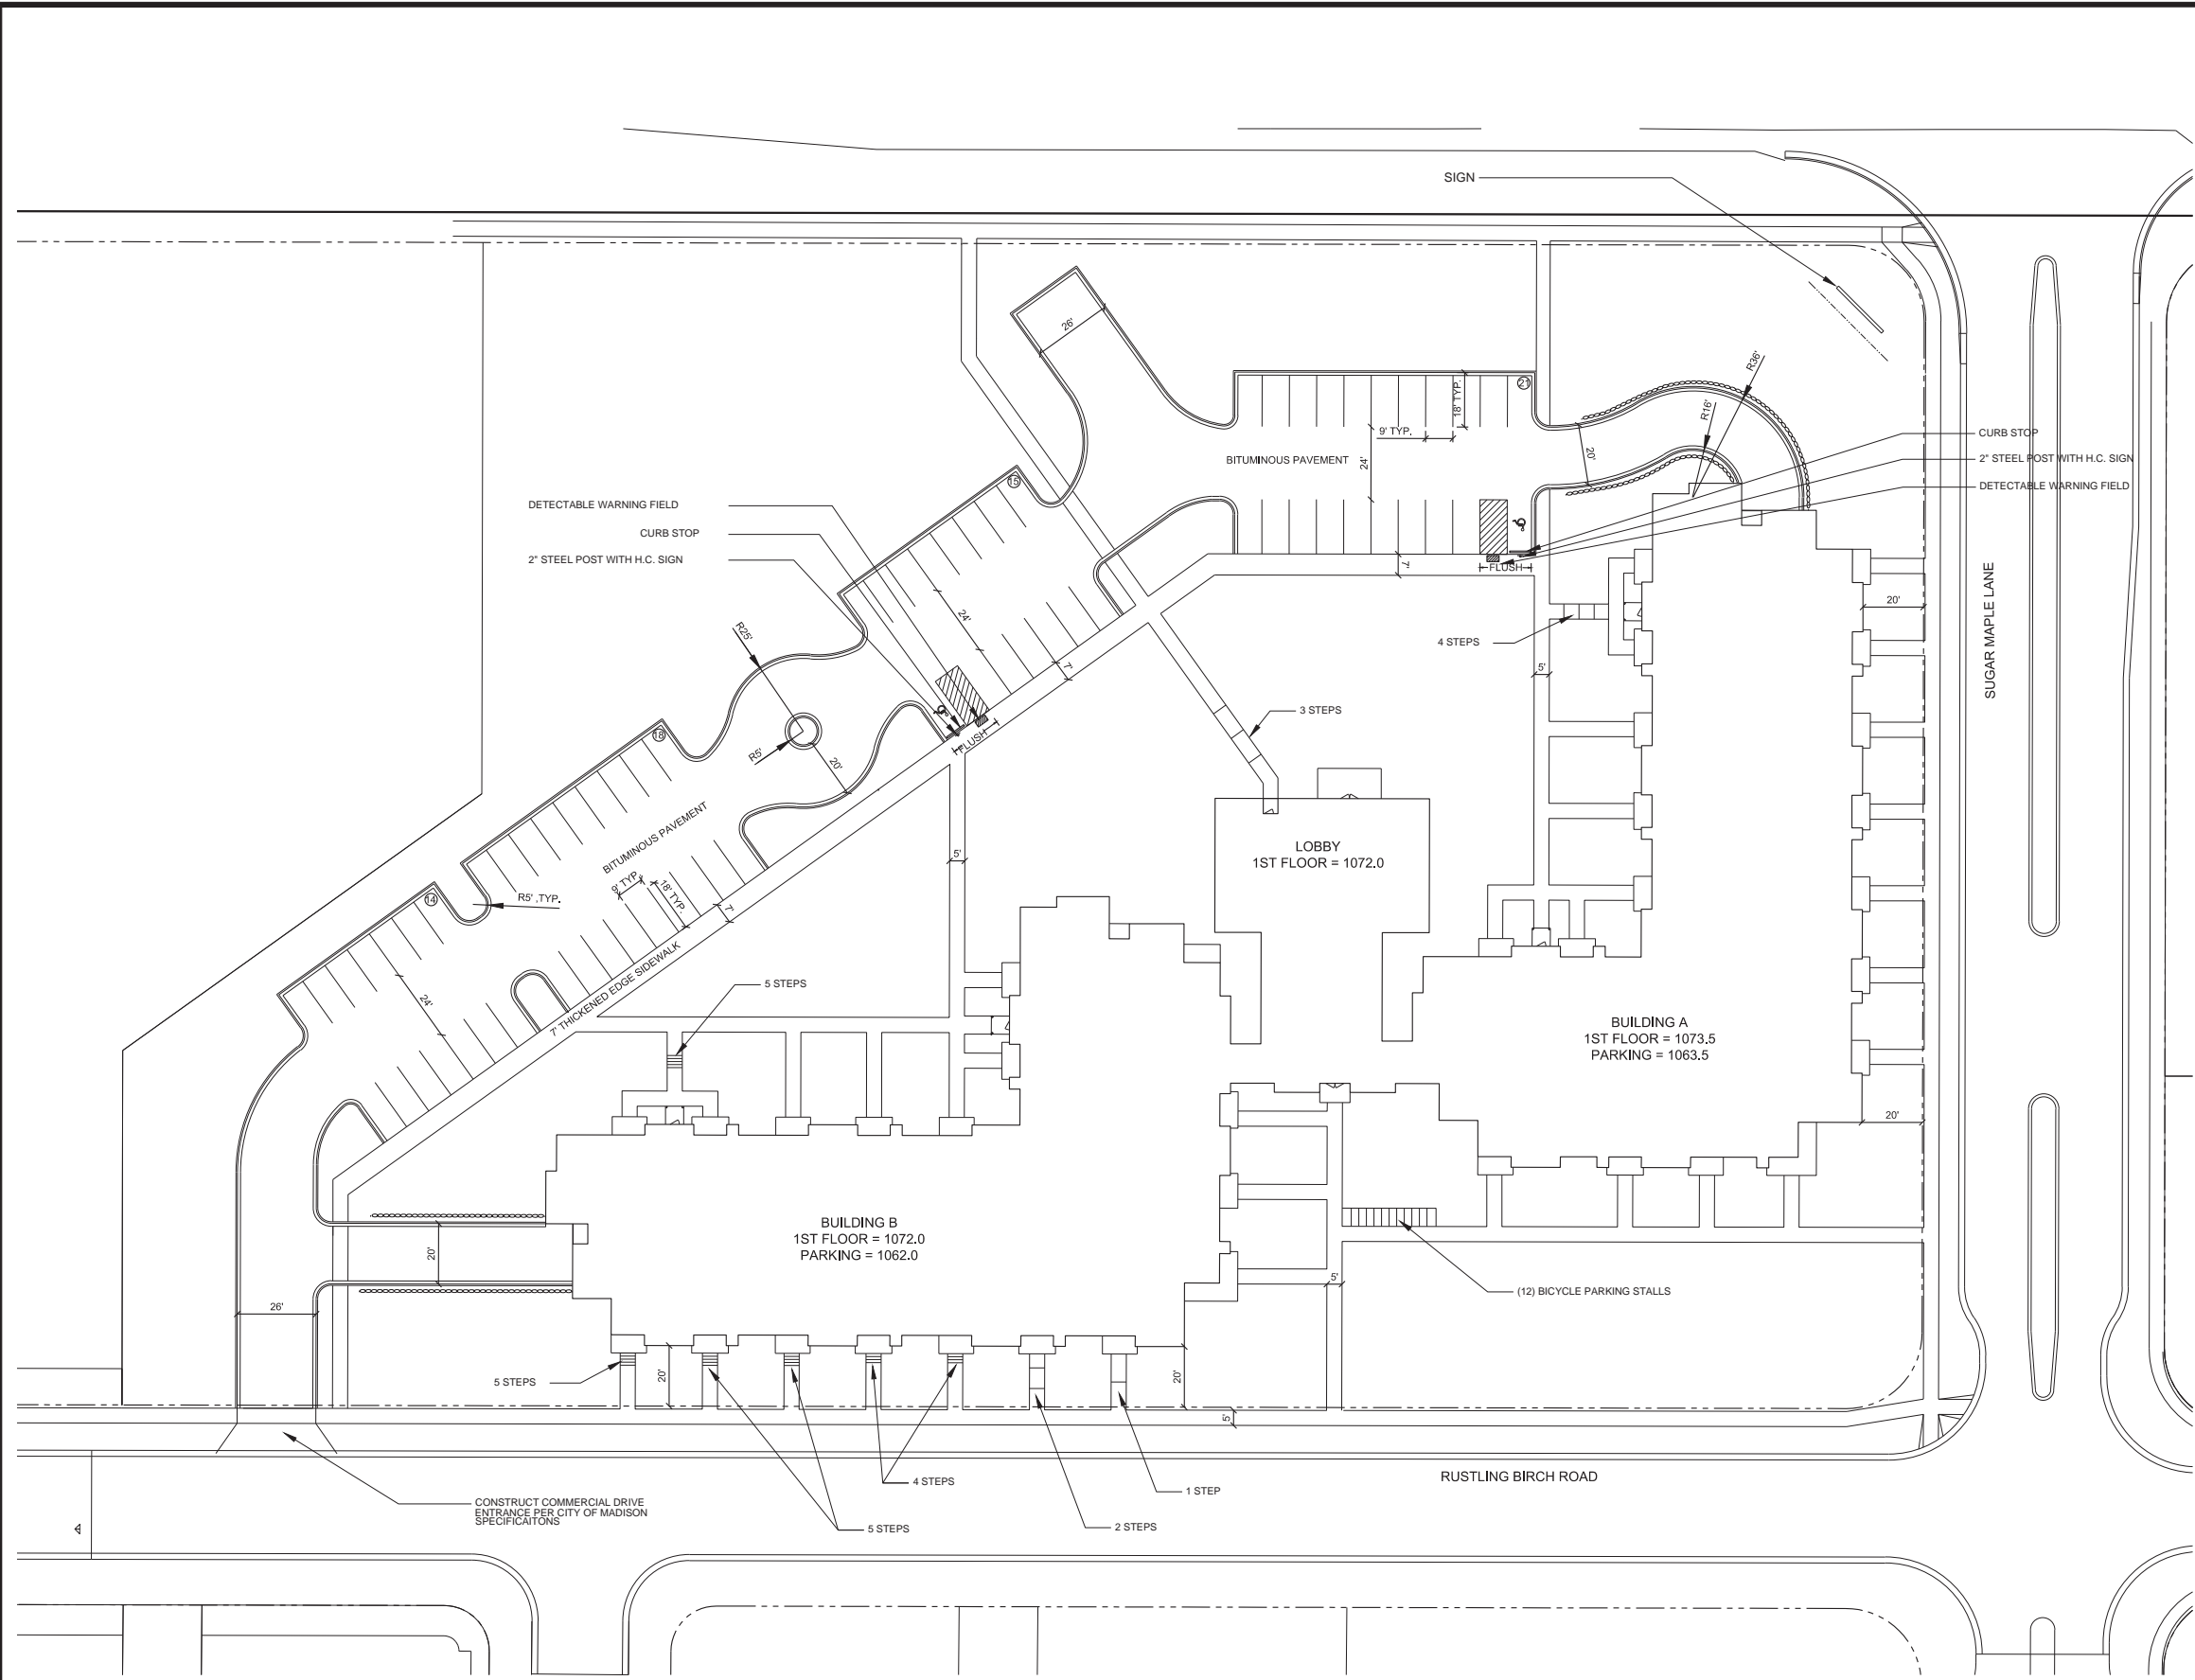 SIGN
26'
R36'
R16'
21
18' TYP.
9' TYP.
24'
BITUMINOUS PAVEMENT
20'
CURB STOP
2" STEEL POST WITH H.C. SIGN
DETECTABLE WARNING FIELD
15
DETECTABLE WARNING FIELD
CURB STOP
2" STEEL POST WITH H.C. SIGN
7'
FLUSH
24'
20'
SUGAR MAPLE LANE
R25'
4 STEPS
5'
7'
3 STEPS
18
R5'
20'
FLUSH
BITUMINOUS PAVEMENT
LOBBY
1ST FLOOR = 1072.0
5'
9' TYP.
18' TYP.
7'
R5' .TYP.
14
24'
7' THICKENED EDGE SIDEWALK
5 STEPS
BUILDING A
1ST FLOOR = 1073.5
PARKING = 1063.5
20'
BUILDING B
1ST FLOOR = 1072.0
PARKING = 1062.0
20'
26'
5'
(12) BICYCLE PARKING STALLS
5 STEPS
20'
20'
5'
4 STEPS
1 STEP
RUSTLING BIRCH ROAD
CONSTRUCT COMMERCIAL DRIVE
ENTRANCE PER CITY OF MADISON
SPECIFICAITONS
5 STEPS
2 STEPS